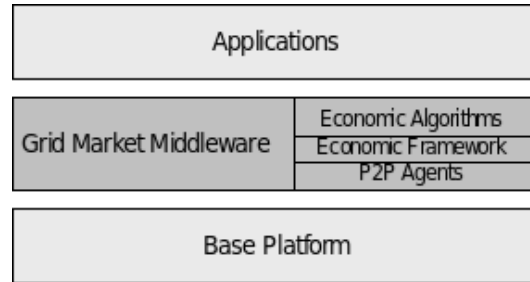 Applications
Grid Market Middleware
Economic Algorithms
Economic Framework
P2P Agents
Base Platform